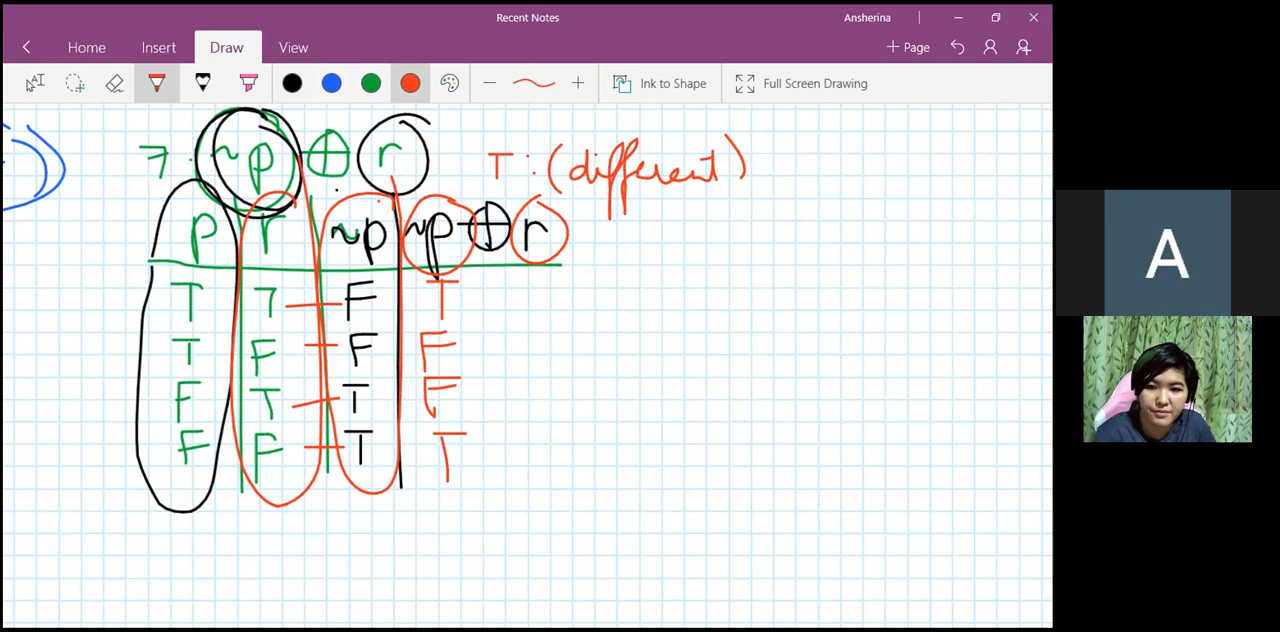 Recent Notes
Ansherina
Home Insert Draw View
+ Page
Ink to Shape
Full Screen Drawing
7. ~p ⊕ r T : (different)
p r ~p ~p ⊕ r
T T F T
T F F F
F T T F
F F T T
A